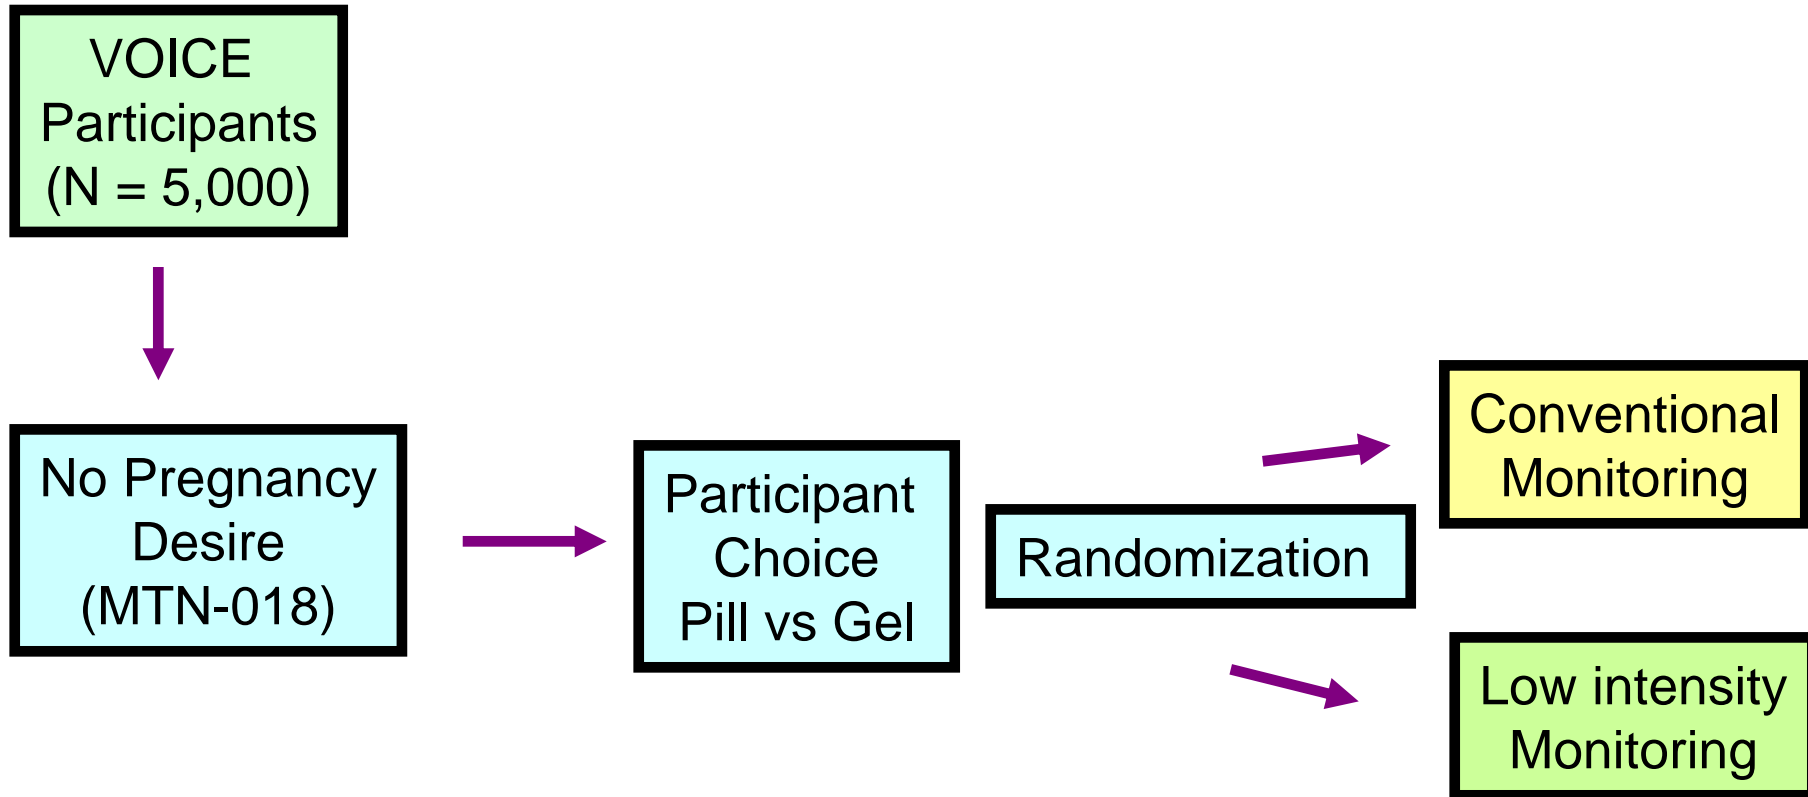 VOICE
Participants
(N = 5,000)
No Pregnancy
Desire
(MTN-018)
Participant
Choice
Pill vs Gel
Randomization
Conventional
Monitoring
Low intensity
Monitoring